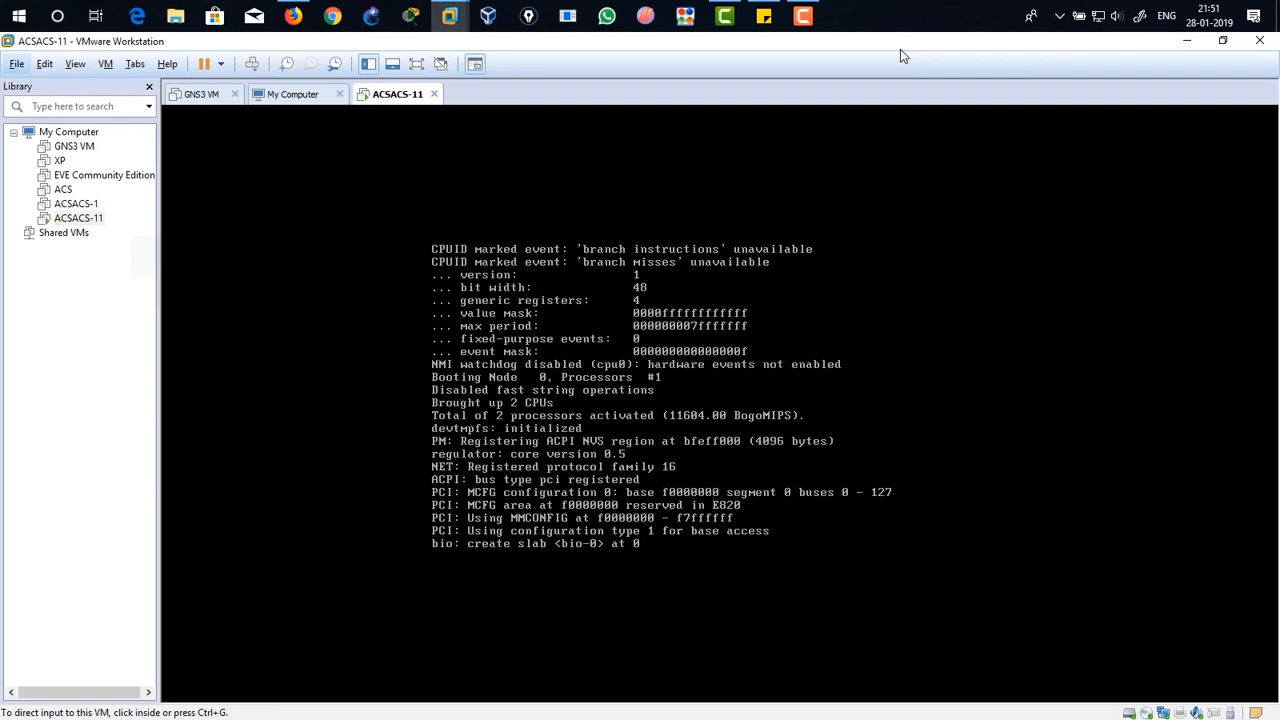 21:51
ENG
28-01-2019
ACSACS-11 - VMware Workstation
File Edit View VM Tabs Help
Library
Type here to search
GNS3 VM
My Computer
ACSACS-11
My Computer
GNS3 VM
XP
EVE Community Edition
ACS
ACSACS-1
ACSACS-11
Shared VMs
CPUID marked event: 'branch instructions' unavailable
CPUID marked event: 'branch misses' unavailable
... version: 1
... bit width: 48
... generic registers: 4
... value mask: 0000ffffffffffff
... max period: 000000007fffffff
... fixed-purpose events: 0
... event mask: 000000000000000f
NMI watchdog disabled (cpu0): hardware events not enabled
Booting Node 0, Processors #1
Disabled fast string operations
Brought up 2 CPUs
Total of 2 processors activated (11604.00 BogoMIPS).
devtmpfs: initialized
PM: Registering ACPI NVS region at bfeff000 (4096 bytes)
regulator: core version 0.5
NET: Registered protocol family 16
ACPI: bus type pci registered
PCI: MCFG configuration 0: base f0000000 segment 0 buses 0 - 127
PCI: MCFG area at f0000000 reserved in E820
PCI: Using MMCONFIG at f0000000 - f7ffffff
PCI: Using configuration type 1 for base access
bio: create slab <bio-0> at 0
To direct input to this VM, click inside or press Ctrl+G.